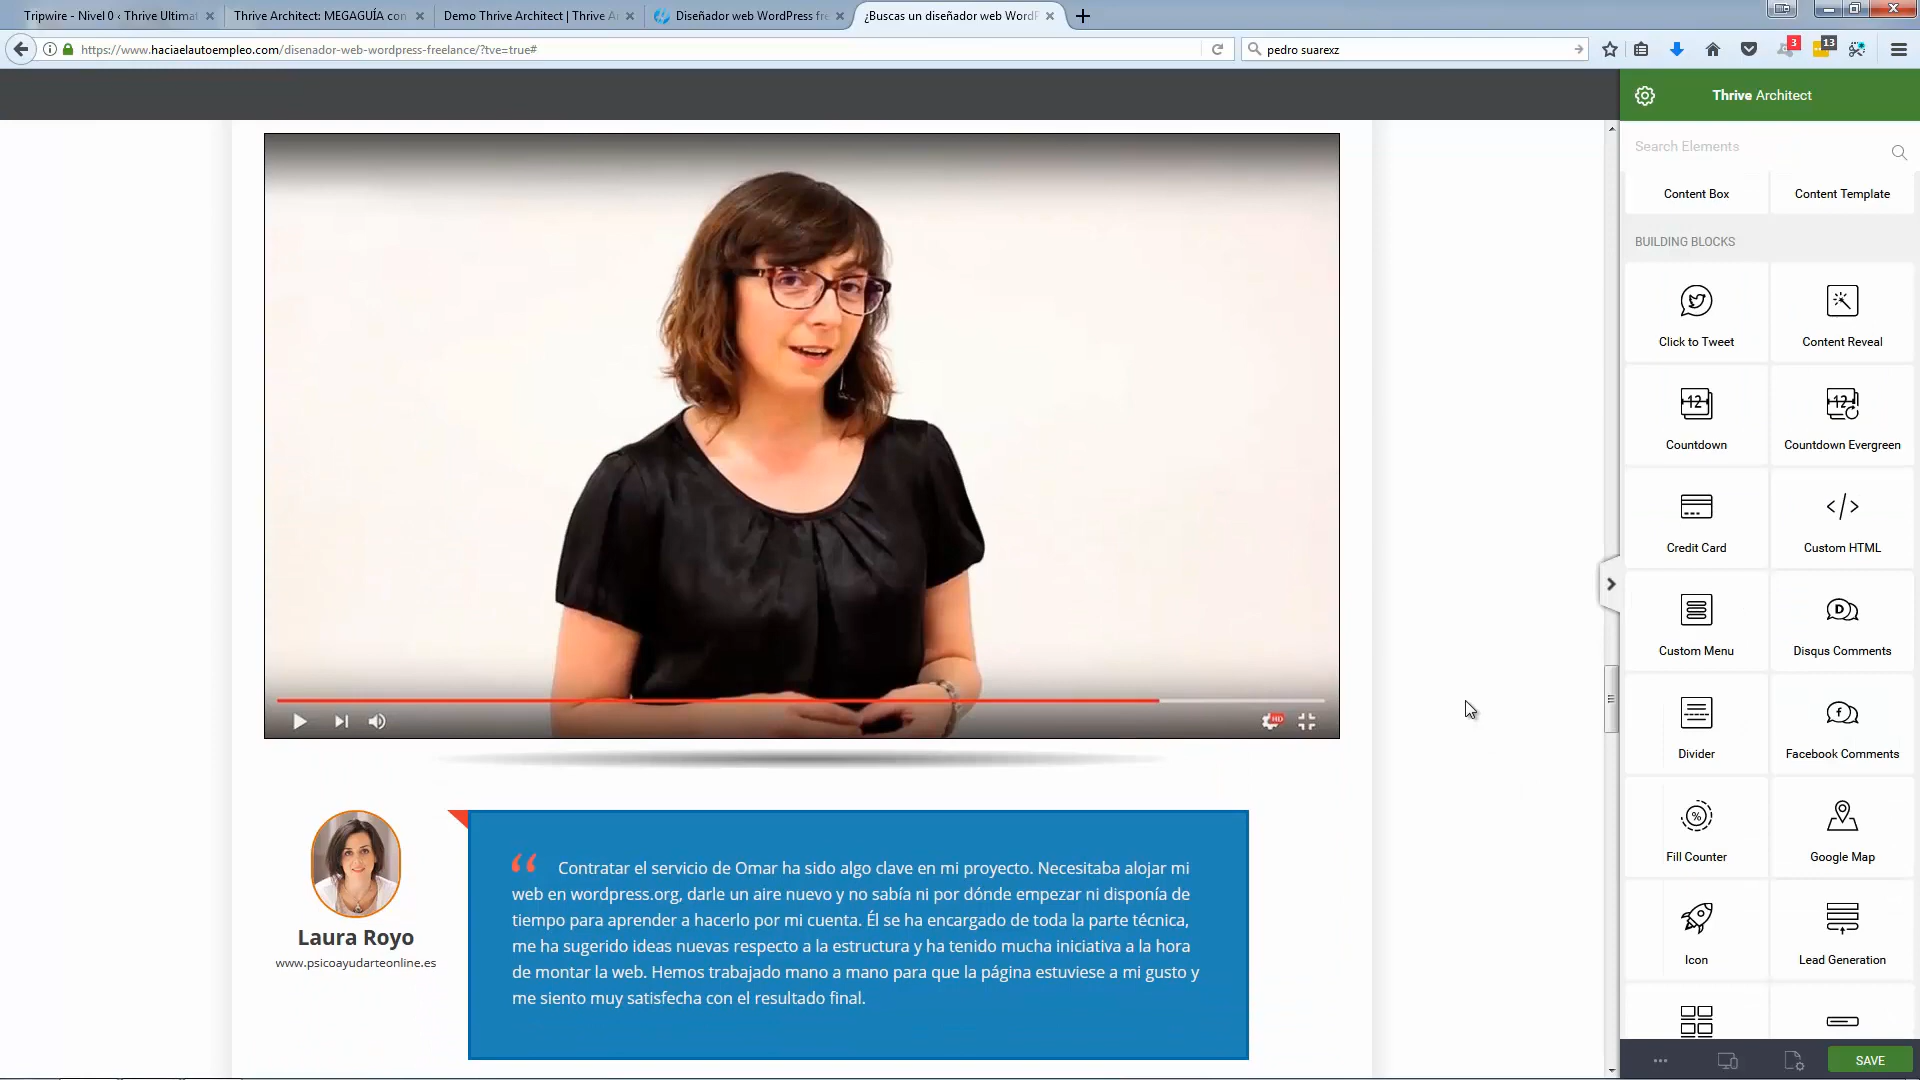 Tripwire - Nivel 0 ‹ Thrive Ultimat
Thrive Architect: MEGAGUÍA con
Demo Thrive Architect | Thrive Ar
Diseñador web WordPress fre
¿Buscas un diseñador web WordP
https://www.haciaelautoempleo.com/disenador-web-wordpress-freelance/?tve=true#
pedro suarexz
3
13
Thrive Architect
Search Elements
Content Box
Content Template
BUILDING BLOCKS
Click to Tweet
Content Reveal
12
12
Countdown
Countdown Evergreen
Credit Card
Custom HTML
Custom Menu
Disqus Comments
Divider
Facebook Comments
Fill Counter
Google Map
Icon
Lead Generation
HD
Laura Royo
www.psicoayudarteonline.es
“ Contratar el servicio de Omar ha sido algo clave en mi proyecto. Necesitaba alojar mi
web en wordpress.org, darle un aire nuevo y no sabía ni por dónde empezar ni disponía de
tiempo para aprender a hacerlo por mi cuenta. Él se ha encargado de toda la parte técnica,
me ha sugerido ideas nuevas respecto a la estructura y ha tenido mucha iniciativa a la hora
de montar la web. Hemos trabajado mano a mano para que la página estuviese a mi gusto y
me siento muy satisfecha con el resultado final.
SAVE